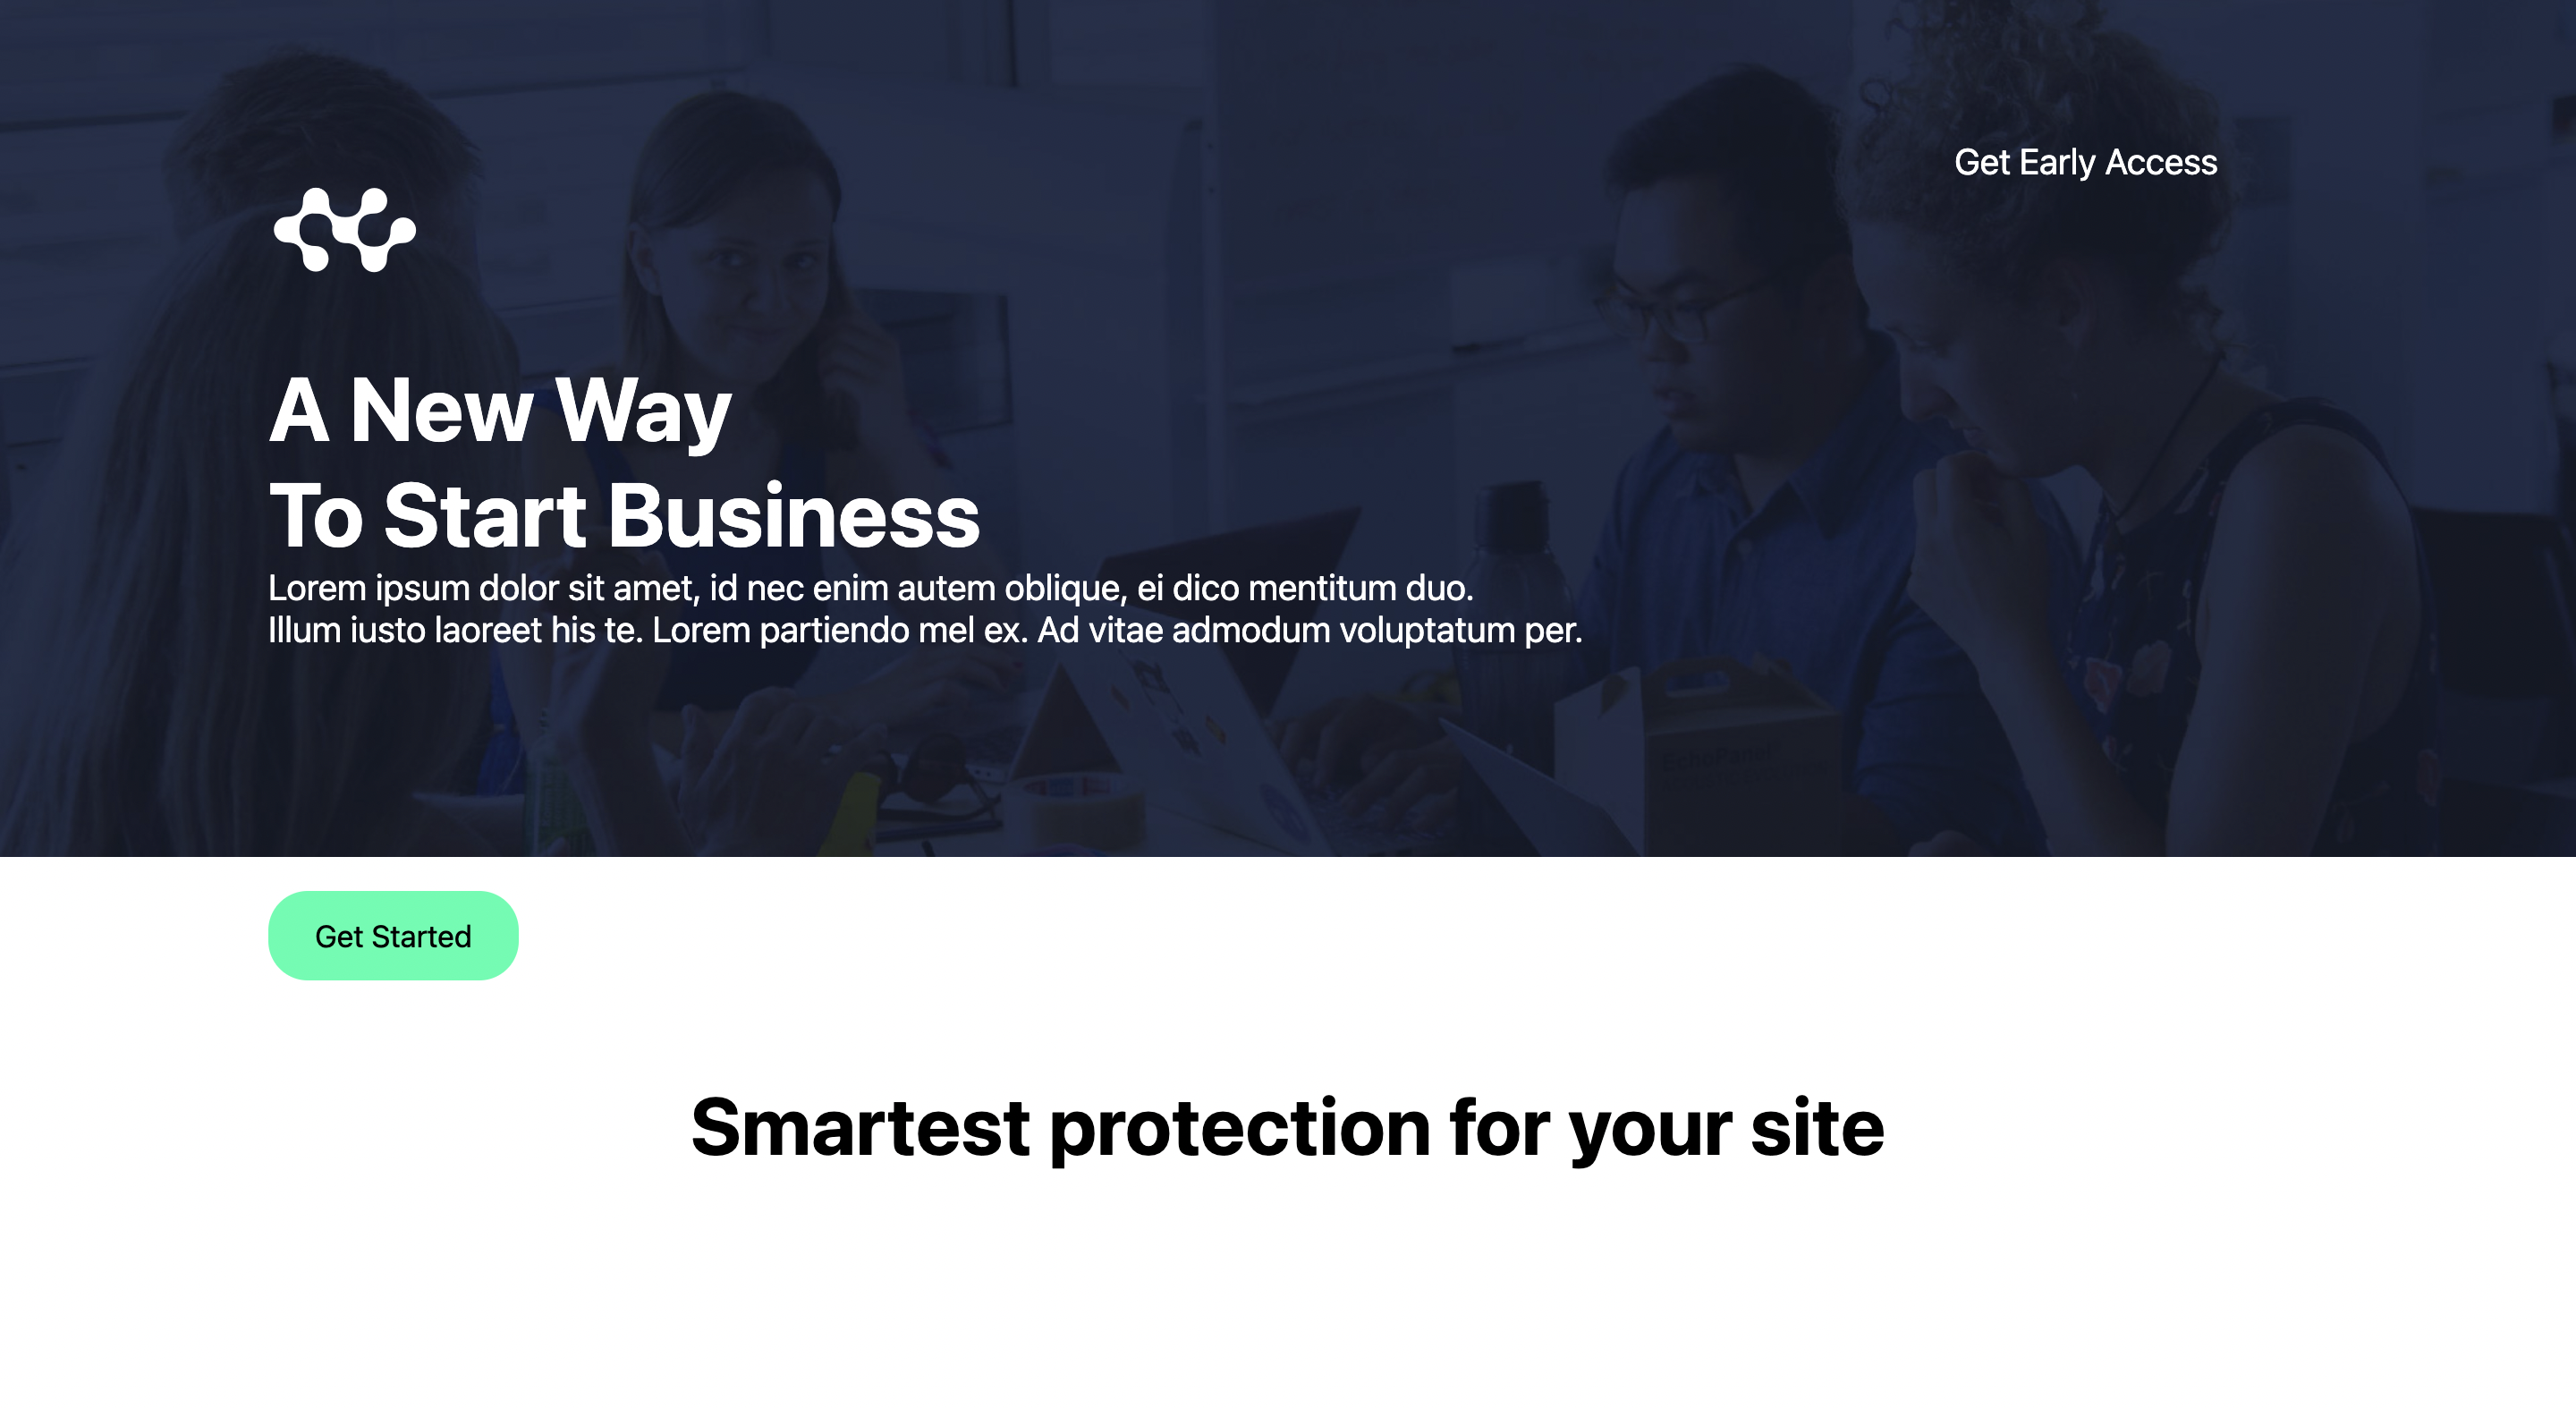 Get Early Access
A New Way
To Start Business
Lorem ipsum dolor sit amet, id nec enim autem oblique, ei dico mentitum duo.
Illum iusto laoreet his te. Lorem partiendo mel ex. Ad vitae admodum voluptatum per.
EchoPanel
Get Started
Smartest protection for your site